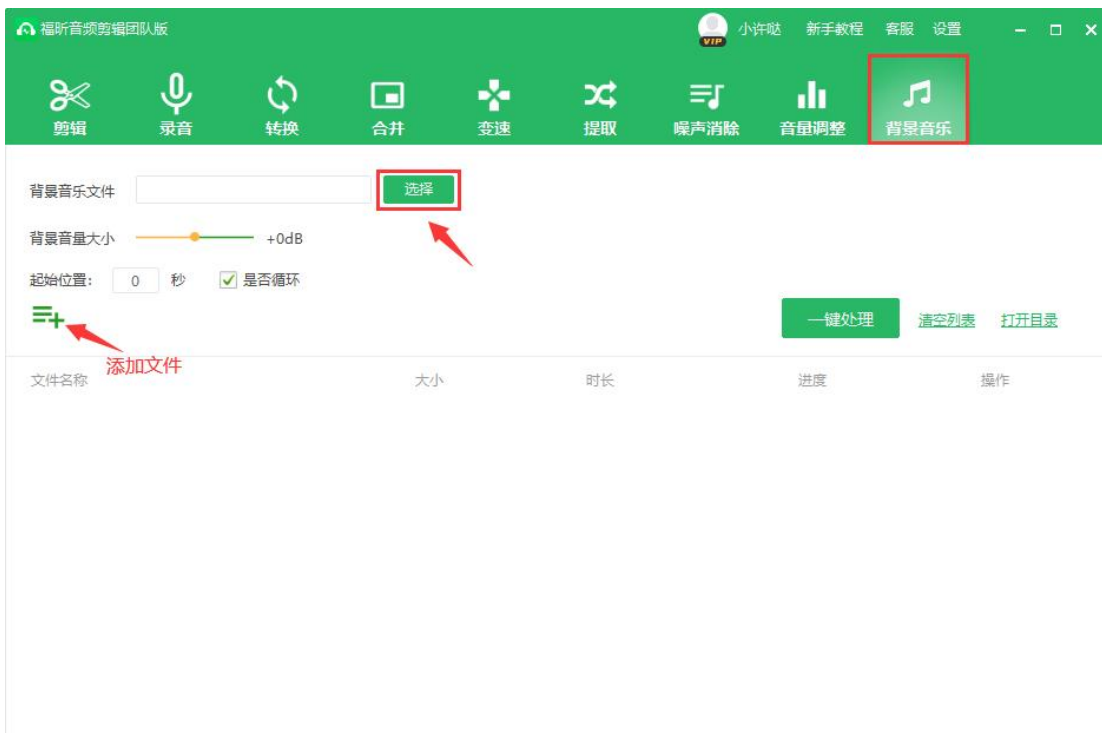 福昕音频剪辑团队版 VIP 小许哒 新手教程 客服 设置
剪辑 录音 转换 合并 变速 提取 噪声消除 音量调整 背景音乐
背景音乐文件 选择
背景音量大小 +0dB
起始位置: 0 秒 是否循环
一键处理 清空列表 打开目录
添加文件
文件名称 大小 时长 进度 操作